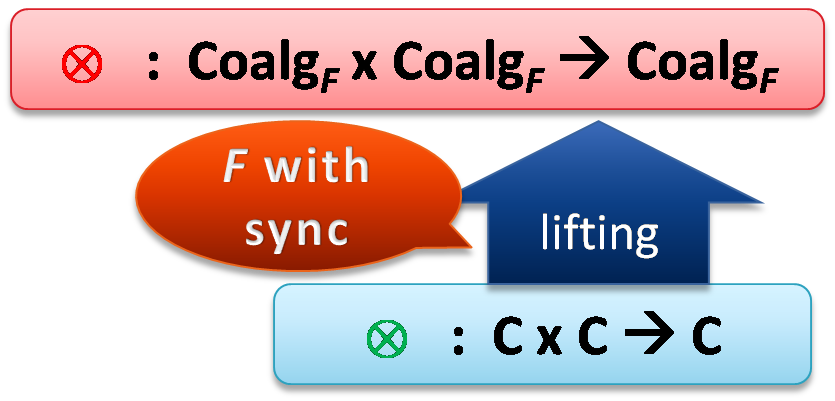 ⊗ : Coalg_F x Coalg_F → Coalg_F
F with
sync
lifting
⊗ : C x C → C